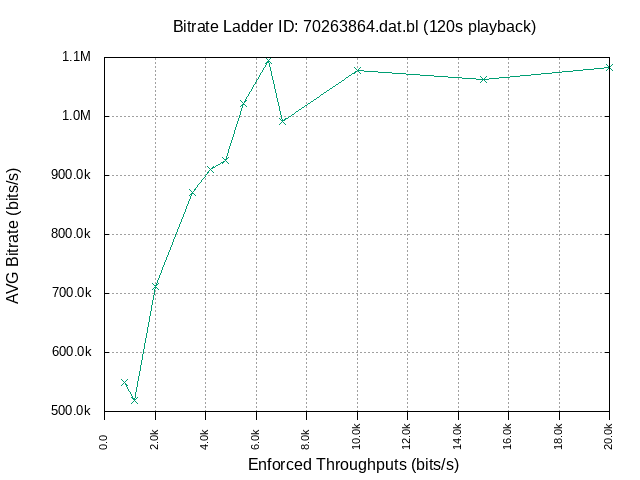 Bitrate Ladder ID: 70263864.dat.bl (120s playback)
1.1M
1.0M
900.0k
800.0k
700.0k
600.0k
500.0k
AVG Bitrate (bits/s)
0.0
2.0k
4.0k
6.0k
8.0k
10.0k
12.0k
14.0k
16.0k
18.0k
20.0k
Enforced Throughputs (bits/s)